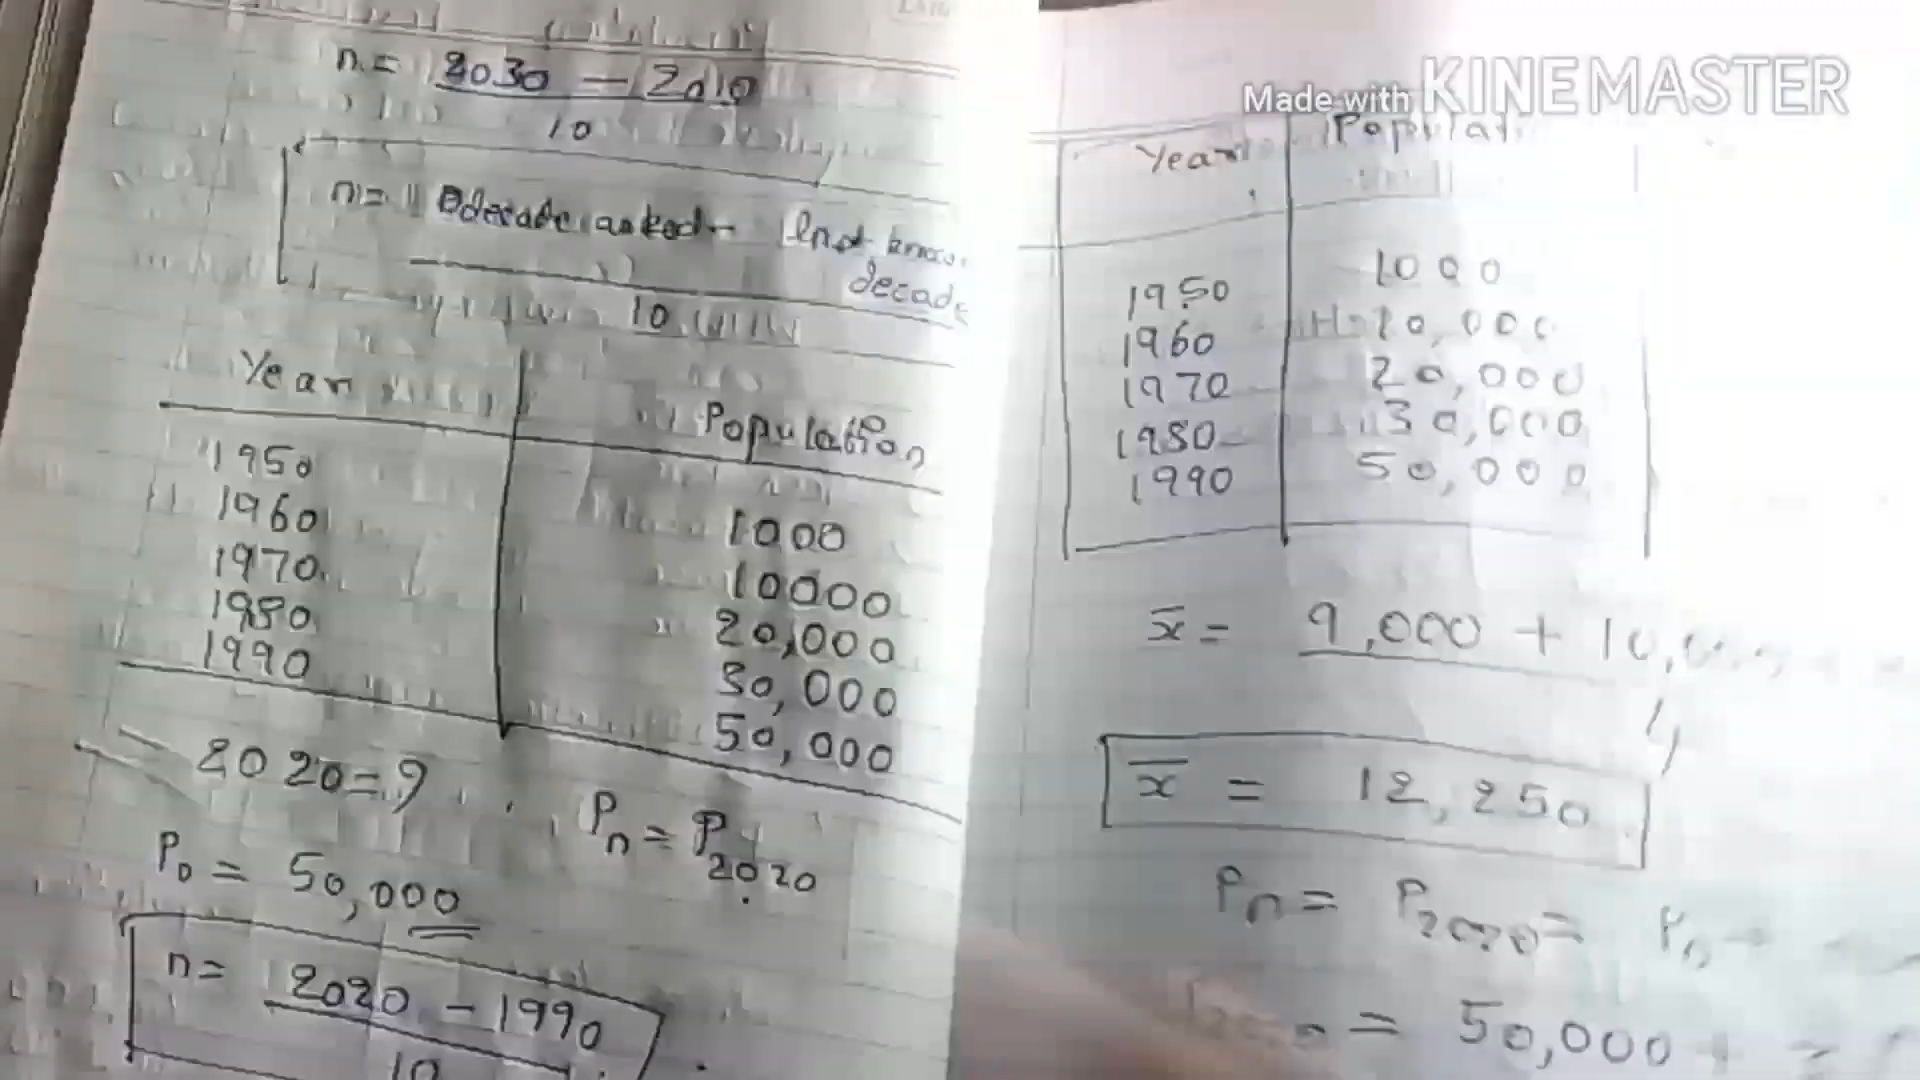 n = 2030 - 2010
10
n = decade asked - last
decade
10
Year Population
1950 1000
1960 10000
1970 20,000
1980 30,000
1990 50,000
2020 = ?
Pn = P2020
P0 = 50,000
n = 2020 - 1990
10
Made with KINEMASTER
Year
1950 1000
1960 10,000
1970 20,000
1980 30,000
1990 50,000
x̄ = 9,000 + 10,
4
x̄ = 12,250
Pn = P2020 = Pn
= 50,000 +